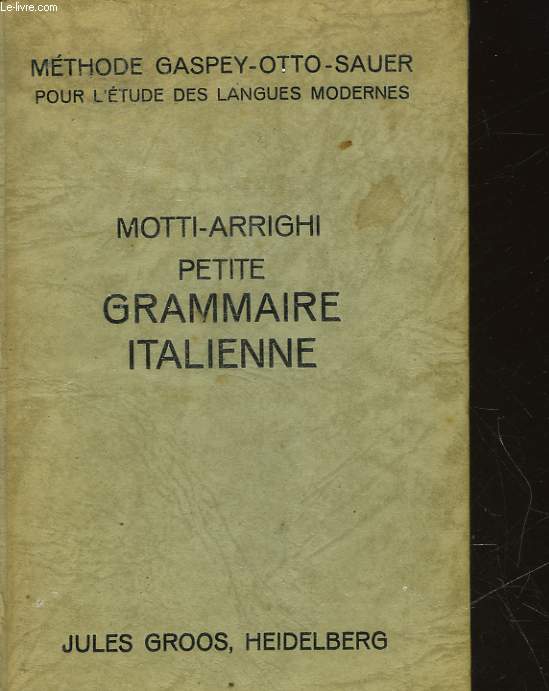 Le-livre.com
MÉTHODE GASPEY-OTTO-SAUER
POUR L'ÉTUDE DES LANGUES MODERNES
MOTTI-ARRIGHI
PETITE
GRAMMAIRE
ITALIENNE
JULES GROOS, HEIDELBERG